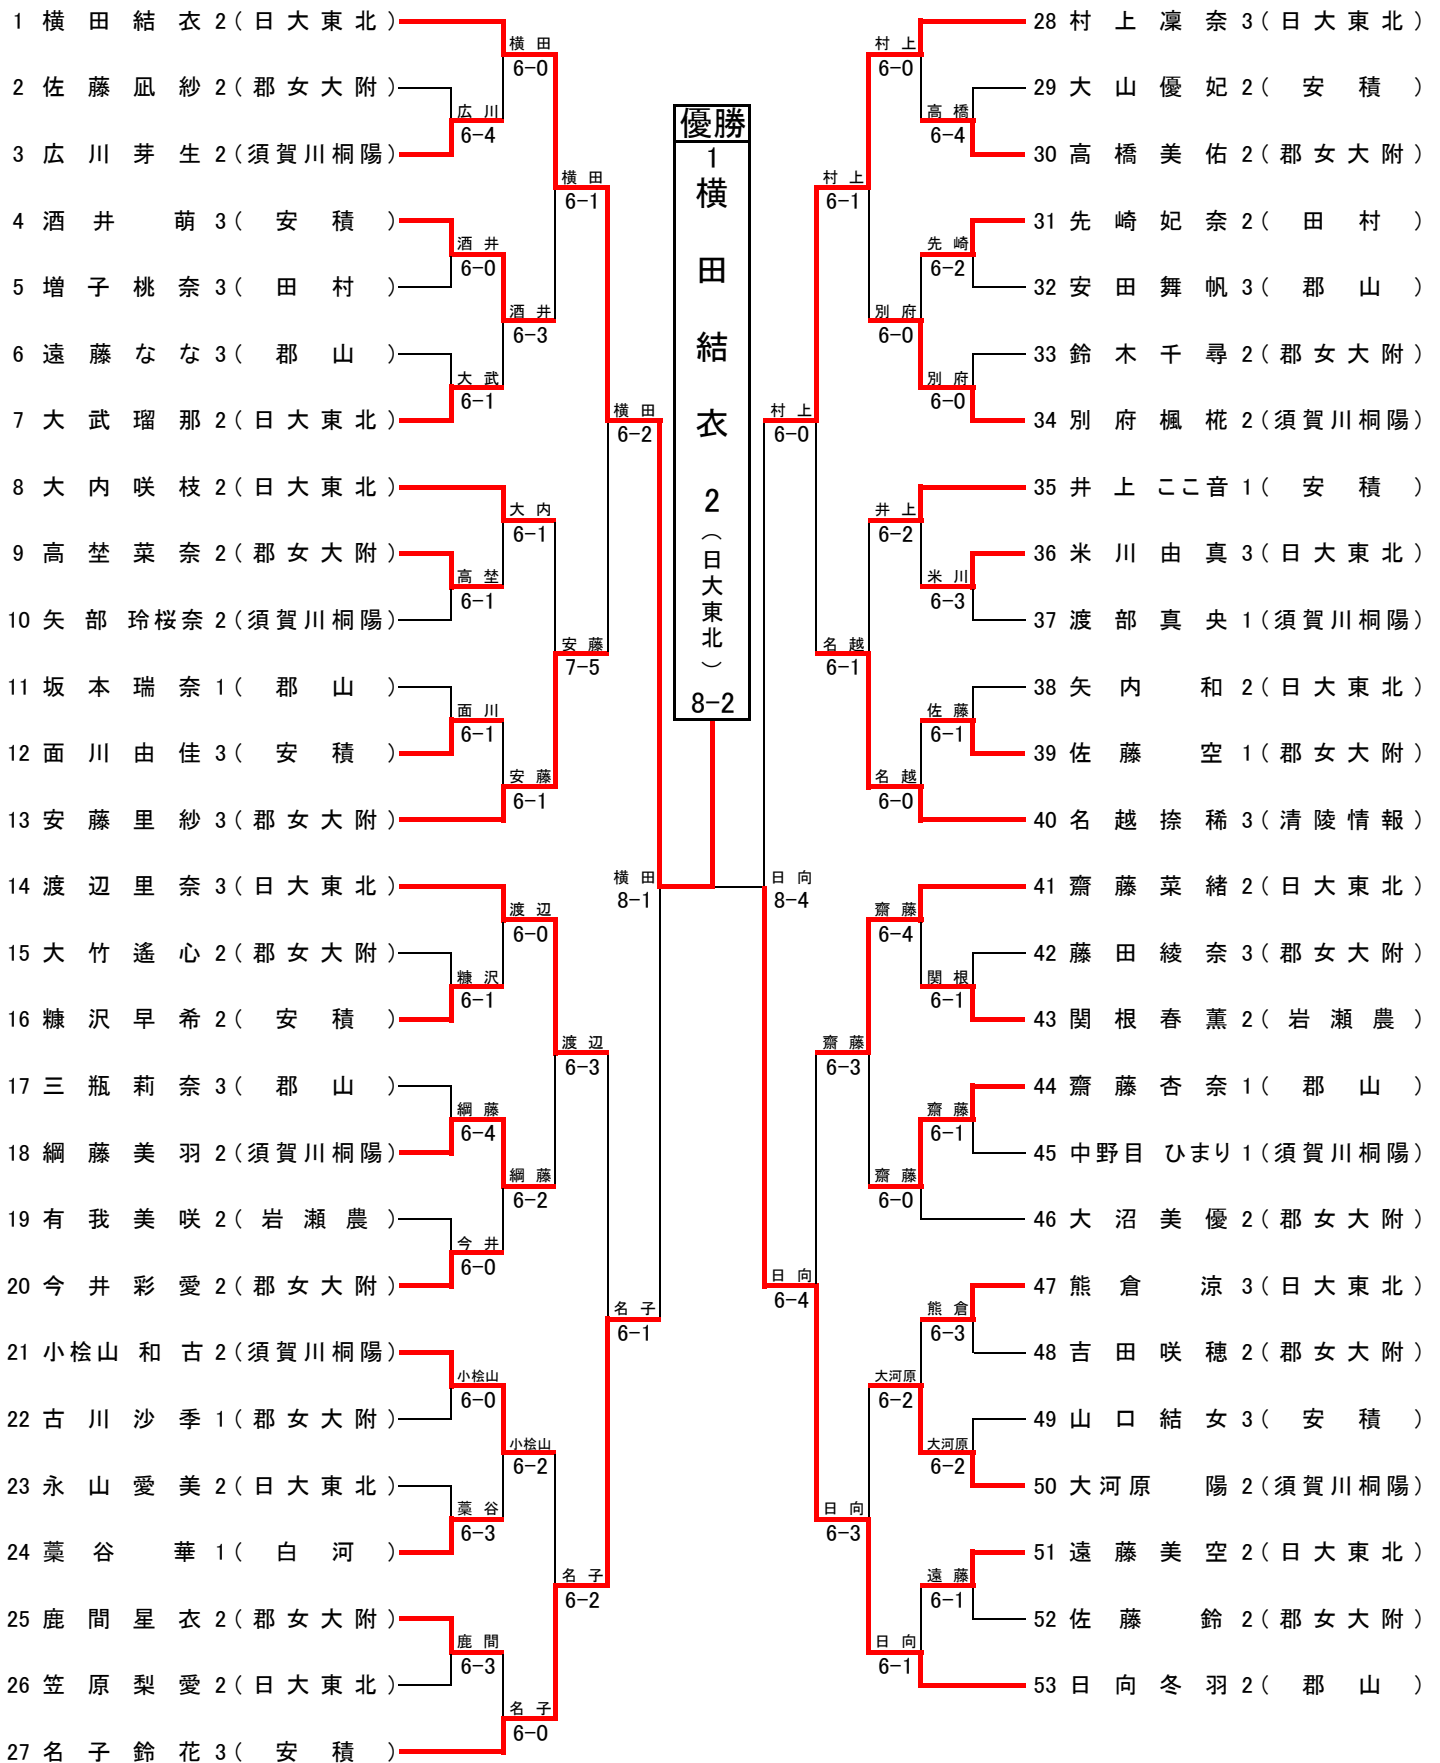 1 横田結衣 2(日大東北)
2 佐藤凪紗 2(郡女大附)
3 広川芽生 2(須賀川桐陽)
4 酒井 萌 3(安積)
5 増子桃奈 3(田村)
6 遠藤なな 3(郡山)
7 大武瑠那 2(日大東北)
8 大内咲枝 2(日大東北)
9 高埜菜奈 2(郡女大附)
10 矢部玲桜奈 2(須賀川桐陽)
11 坂本瑞奈 1(郡山)
12 面川由佳 3(安積)
13 安藤里紗 3(郡女大附)
14 渡辺里奈 3(日大東北)
15 大竹遙心 2(郡女大附)
16 糠沢早希 2(安積)
17 三瓶莉奈 3(郡山)
18 綱藤美羽 2(須賀川桐陽)
19 有我美咲 2(岩瀬農)
20 今井彩愛 2(郡女大附)
21 小桧山和古 2(須賀川桐陽)
22 古川沙季 1(郡女大附)
23 永山愛美 2(日大東北)
24 藁谷 華 1(白河)
25 鹿間星衣 2(郡女大附)
26 笠原梨愛 2(日大東北)
27 名子鈴花 3(安積)
広川
6-4
酒井
6-0
大武
6-1
高埜
6-1
面川
6-1
糠沢
6-1
綱藤
6-4
今井
6-0
小桧山
6-0
藁谷
6-3
鹿間
6-3
横田
6-0
酒井
6-3
大内
6-1
安藤
6-1
渡辺
6-0
綱藤
6-2
小桧山
6-2
名子
6-0
横田
6-1
安藤
7-5
渡辺
6-3
名子
6-2
横田
6-2
名子
6-1
横田
8-1
優勝
1
横田結衣 2(日大東北)
8-2
日向
8-4
村上
6-0
日向
6-4
村上
6-1
名越
6-1
齋藤
6-3
日向
6-3
村上
6-0
別府
6-0
井上
6-2
名越
6-0
齋藤
6-4
齋藤
6-0
大河原
6-2
日向
6-1
高橋
6-4
先崎
6-2
別府
6-0
米川
6-3
佐藤
6-1
関根
6-1
齋藤
6-1
熊倉
6-3
大河原
6-2
遠藤
6-1
28 村上凜奈 3(日大東北)
29 大山優妃 2(安積)
30 高橋美佑 2(郡女大附)
31 先崎妃奈 2(田村)
32 安田舞帆 3(郡山)
33 鈴木千尋 2(郡女大附)
34 別府楓椛 2(須賀川桐陽)
35 井上ここ音 1(安積)
36 米川由真 3(日大東北)
37 渡部真央 1(須賀川桐陽)
38 矢内 和 2(日大東北)
39 佐藤 空 1(郡女大附)
40 名越捺稀 3(清陵情報)
41 齋藤菜緒 2(日大東北)
42 藤田綾奈 3(郡女大附)
43 関根春薫 2(岩瀬農)
44 齋藤杏奈 1(郡山)
45 中野目 ひまり 1(須賀川桐陽)
46 大沼美優 2(郡女大附)
47 熊倉 涼 3(日大東北)
48 吉田咲穂 2(郡女大附)
49 山口結女 3(安積)
50 大河原 陽 2(須賀川桐陽)
51 遠藤美空 2(日大東北)
52 佐藤 鈴 2(郡女大附)
53 日向冬羽 2(郡山)